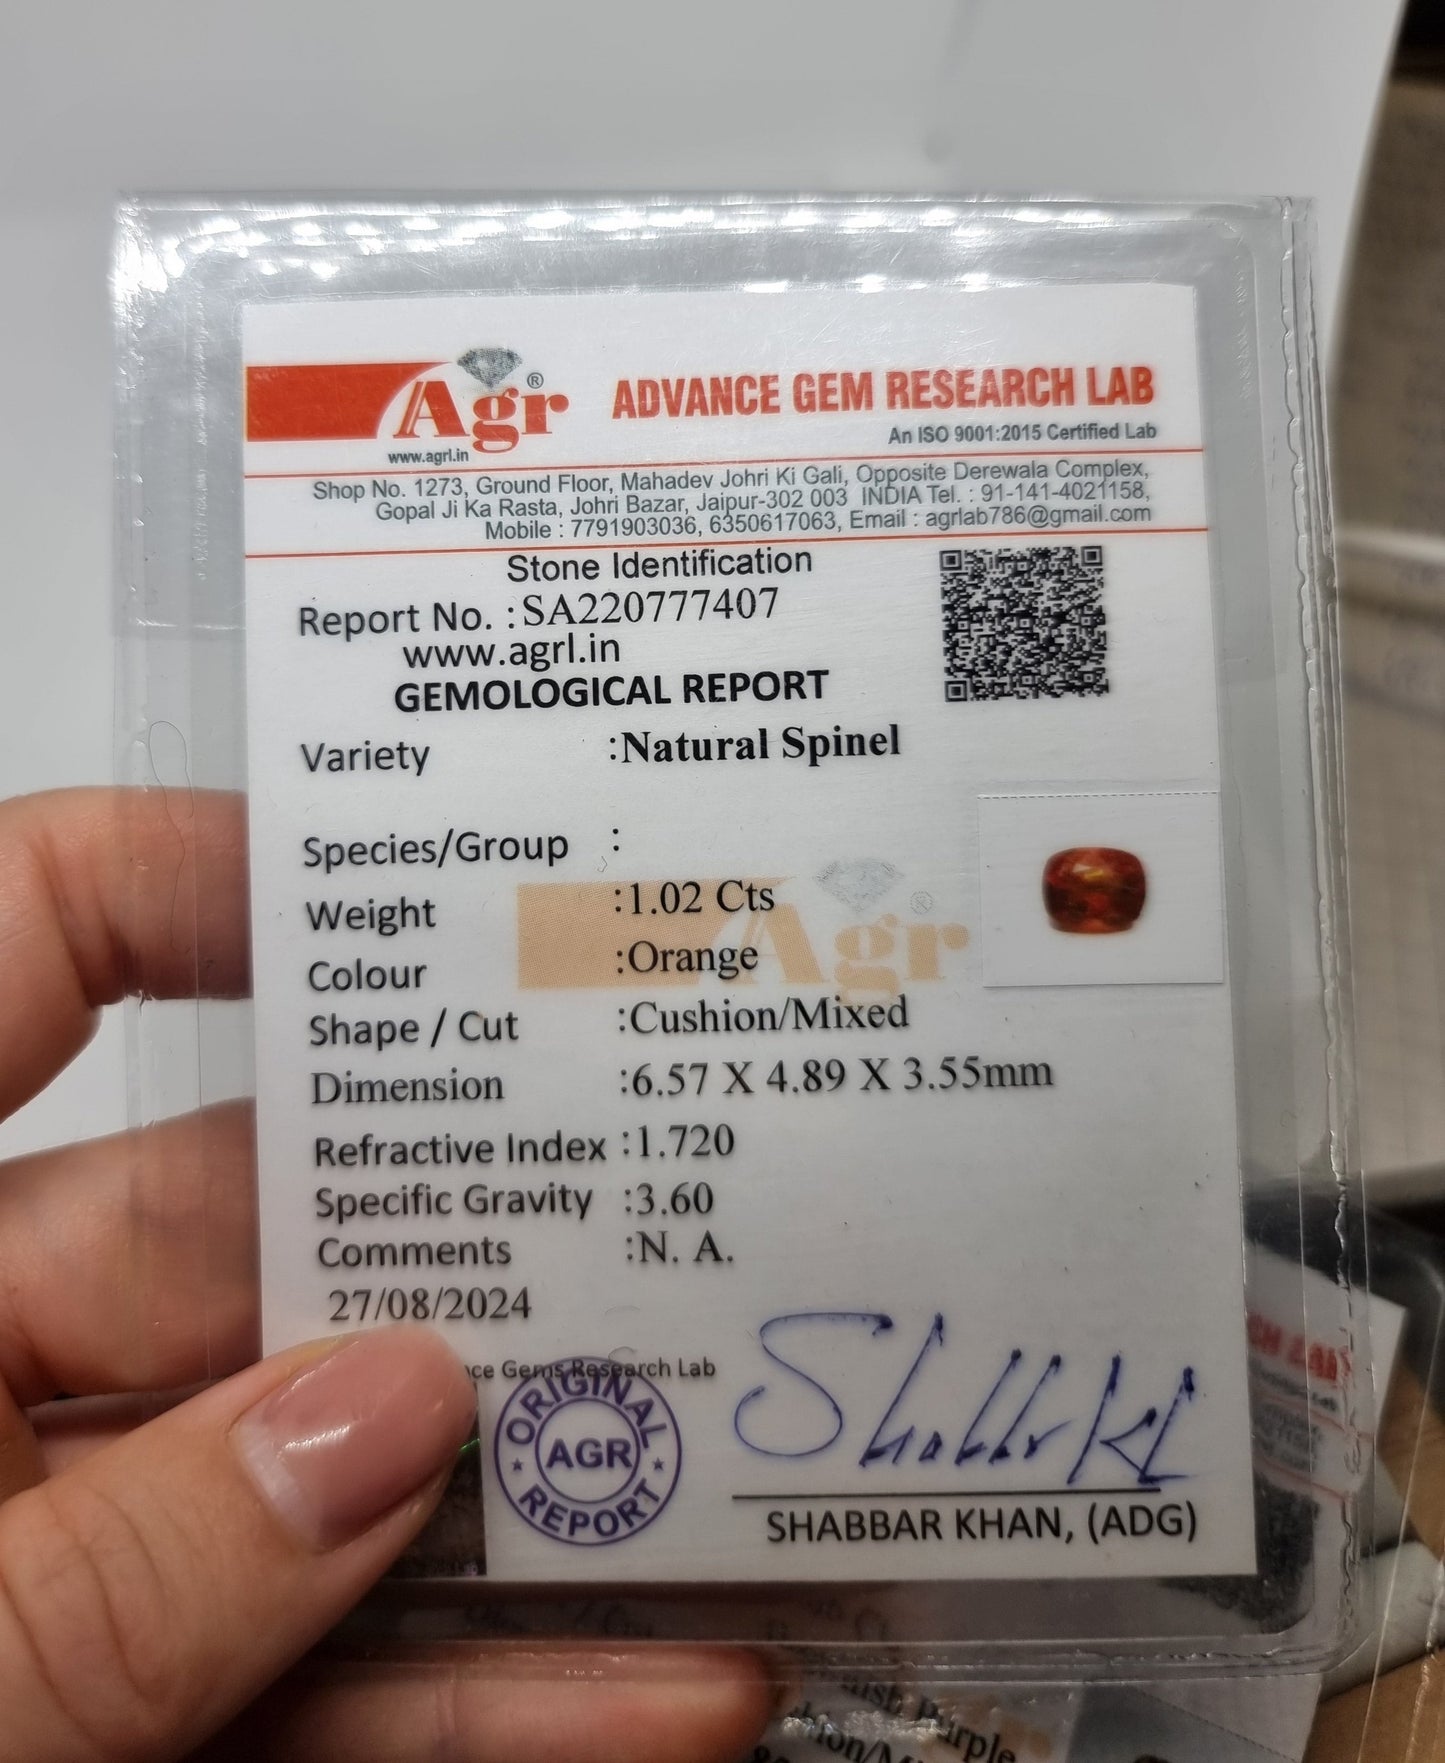 Agr ®
www.agrl.in
ADVANCE GEM RESEARCH LAB
An ISO 9001:2015 Certified Lab
Shop No. 1273, Ground Floor, Mahadev Johri Ki Gali, Opposite Derewala Complex,
Gopal Ji Ka Rasta, Johri Bazar, Jaipur-302 003 INDIA Tel. : 91-141-4021158,
Mobile : 7791903036, 6350617063, Email : agrlab786@gmail.com
Stone Identification
Report No. :SA220777407
www.agrl.in
GEMOLOGICAL REPORT
Variety :Natural Spinel
Species/Group :
Weight :1.02 Cts
Agr ®
Colour :Orange
Shape / Cut :Cushion/Mixed
Dimension :6.57 X 4.89 X 3.55mm
Refractive Index :1.720
Specific Gravity :3.60
Comments :N. A.
27/08/2024
Gems Research Lab
ORIGINAL
AGR
REPORT
SHABBAR KHAN, (ADG)
Purple